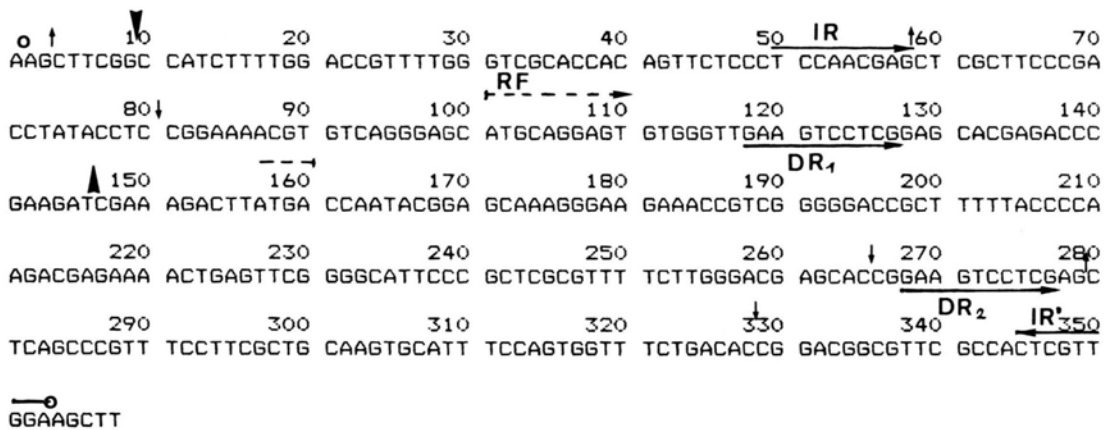 IR
10 20 30 40 50 60 70
AAGCTTCGGC CATCTTTTGG ACCGTTTTGG GTCGCACCAC AGTTCTCCCT CCAACGAGCT CGCTTCCCGA
RF
80 90 100 110 120 130 140
CCTATACCTC CGGAAAACGT GTCAGGGAGC ATGCAGGAGT GTGGGTTGAA GTCCTCGGAG CACGAGACCC
DR1
150 160 170 180 190 200 210
GAAGATCGAA AGACTTATGA CCAATACGGA GCAAAGGGAA GAAACCGTCG GGGGACCGCT TTTTACCCCA
220 230 240 250 260 270 280
AGACGAGAAA ACTGAGTTCG GGGCATTCCC GCTCGCGTTT TCTTGGGACG AGCACCGGAA GTCCTCGAGC
DR2 IR'
290 300 310 320 330 340 350
TCAGCCCGTT TCCTTCGCTG CAAGTGCATT TCCAGTGGTT TCTGACACCG GACGGCGTTC GCCACTCGTT
GGAAGCTT